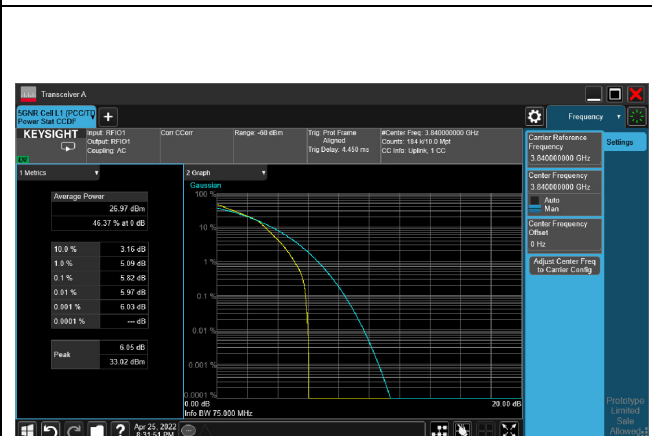 Transceiver A
5GNR Cell L1 (PCC/TD
Power Stat CCDF
Frequency
KEYSIGHT
Input: RFIO1
Output: RFIO1
Coupling: AC
Corr CCorr
Range: -60 dBm
Trig: Prot Frame
Aligned
Trig Delay: 4.450 ms
#Center Freq: 3.840000000 GHz
Counts: 184 k/10.0 Mpt
CC Info: Uplink, 1 CC
Carrier Reference
Frequency
3.840000000 GHz
Settings
1 Metrics
2 Graph
Center Frequency
3.840000000 GHz
Auto
Man
Center Frequency
Offset
0 Hz
Adjust Center Freq
to Carrier Config
Average Power
26.97 dBm
46.37 % at 0 dB
10.0 % 3.16 dB
1.0 % 5.09 dB
0.1 % 5.82 dB
0.01 % 5.97 dB
0.001 % 6.03 dB
0.0001 % --- dB
Peak
6.05 dB
33.02 dBm
Gaussian
100 %
10 %
1 %
0.1 %
0.01 %
0.001 %
0.0001 %
0.00 dB
20.00 dB
Info BW 75.000 MHz
Prototype
Limited
Sale
Allowed
Apr 25, 2022
8:31:54 PM